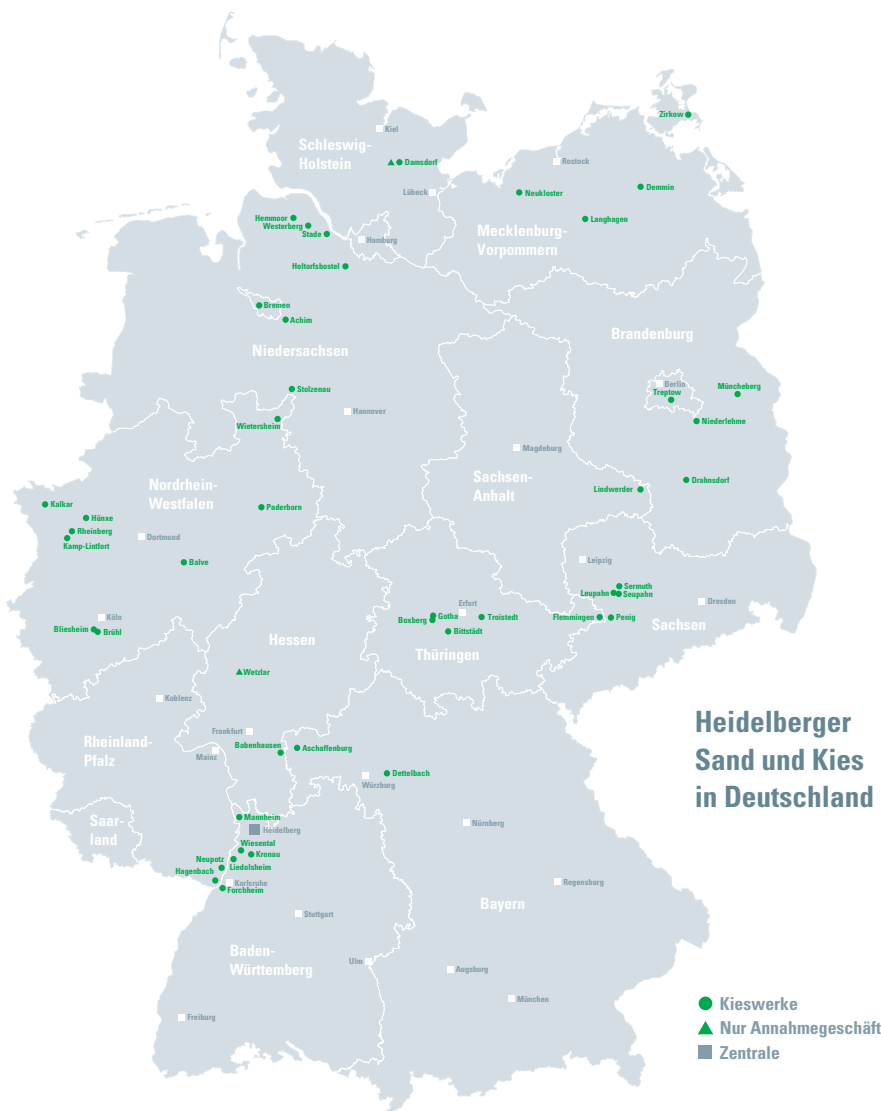 Zirkow
Kiel
Schleswig-
Holstein
Damsdorf
Rostock
Lübeck
Neukloster
Demmin
Mecklenburg-
Vorpommern
Langhagen
Hemmoor
Westerberg
Stade
Hamburg
Holtorfsbostel
Bremen
Achim
Niedersachsen
Brandenburg
Berlin
Treptow
Müncheberg
Stolzenau
Hannover
Wietersheim
Niederlehme
Magdeburg
Sachsen-
Anhalt
Drahnsdorf
Lindwerder
Nordrhein-
Westfalen
Kalkar
Hünxe
Rheinberg
Kamp-Lintfort
Paderborn
Dortmund
Balve
Leipzig
Sermuth
Leupahn
Seupahn
Dresden
Köln
Bliesheim
Brühl
Hessen
Erfurt
Gotha
Boxberg
Troistedt
Bittstädt
Thüringen
Flemmingen
Penig
Sachsen
Wetzlar
Koblenz
Rheinland-
Pfalz
Frankfurt
Babenhausen
Aschaffenburg
Mainz
Würzburg
Dettelbach
Heidelberger
Sand und Kies
in Deutschland
Saar-
land
Mannheim
Heidelberg
Nürnberg
Wiesental
Kronau
Neupotz
Liedolsheim
Hagenbach
Karlsruhe
Forchheim
Regensburg
Stuttgart
Bayern
Baden-
Württemberg
Ulm
Augsburg
München
Freiburg
Kieswerke
Nur Annahmegeschäft
Zentrale